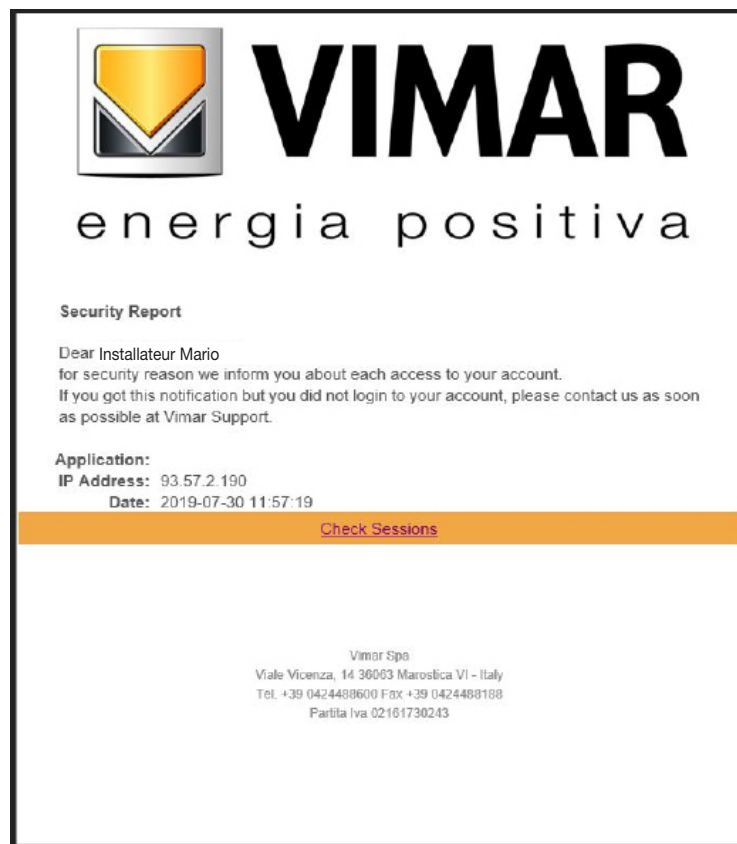 VIMAR
energia positiva
Security Report
Dear Installateur Mario
for security reason we inform you about each access to your account.
If you got this notification but you did not login to your account, please contact us as soon
as possible at Vimar Support.
Application:
IP Address: 93.57.2.190
Date: 2019-07-30 11:57:19
Check Sessions
Vimar Spa
Viale Vicenza, 14 36063 Marostica VI - Italy
Tel. +39 0424488600 Fax +39 0424488188
Partita Iva 02161730243